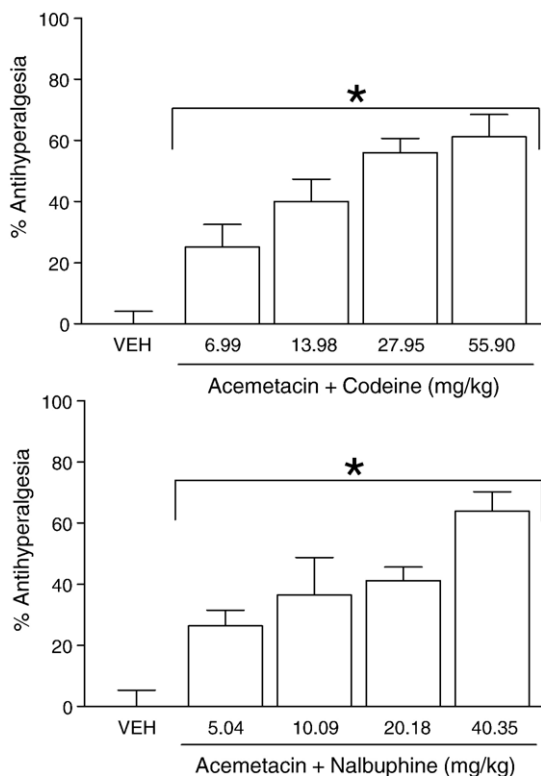 % Antihyperalgesia
100
80
60
40
20
0
*
VEH 6.99 13.98 27.95 55.90
Acemetacin + Codeine (mg/kg)
% Antihyperalgesia
100
80
60
40
20
0
*
VEH 5.04 10.09 20.18 40.35
Acemetacin + Nalbuphine (mg/kg)